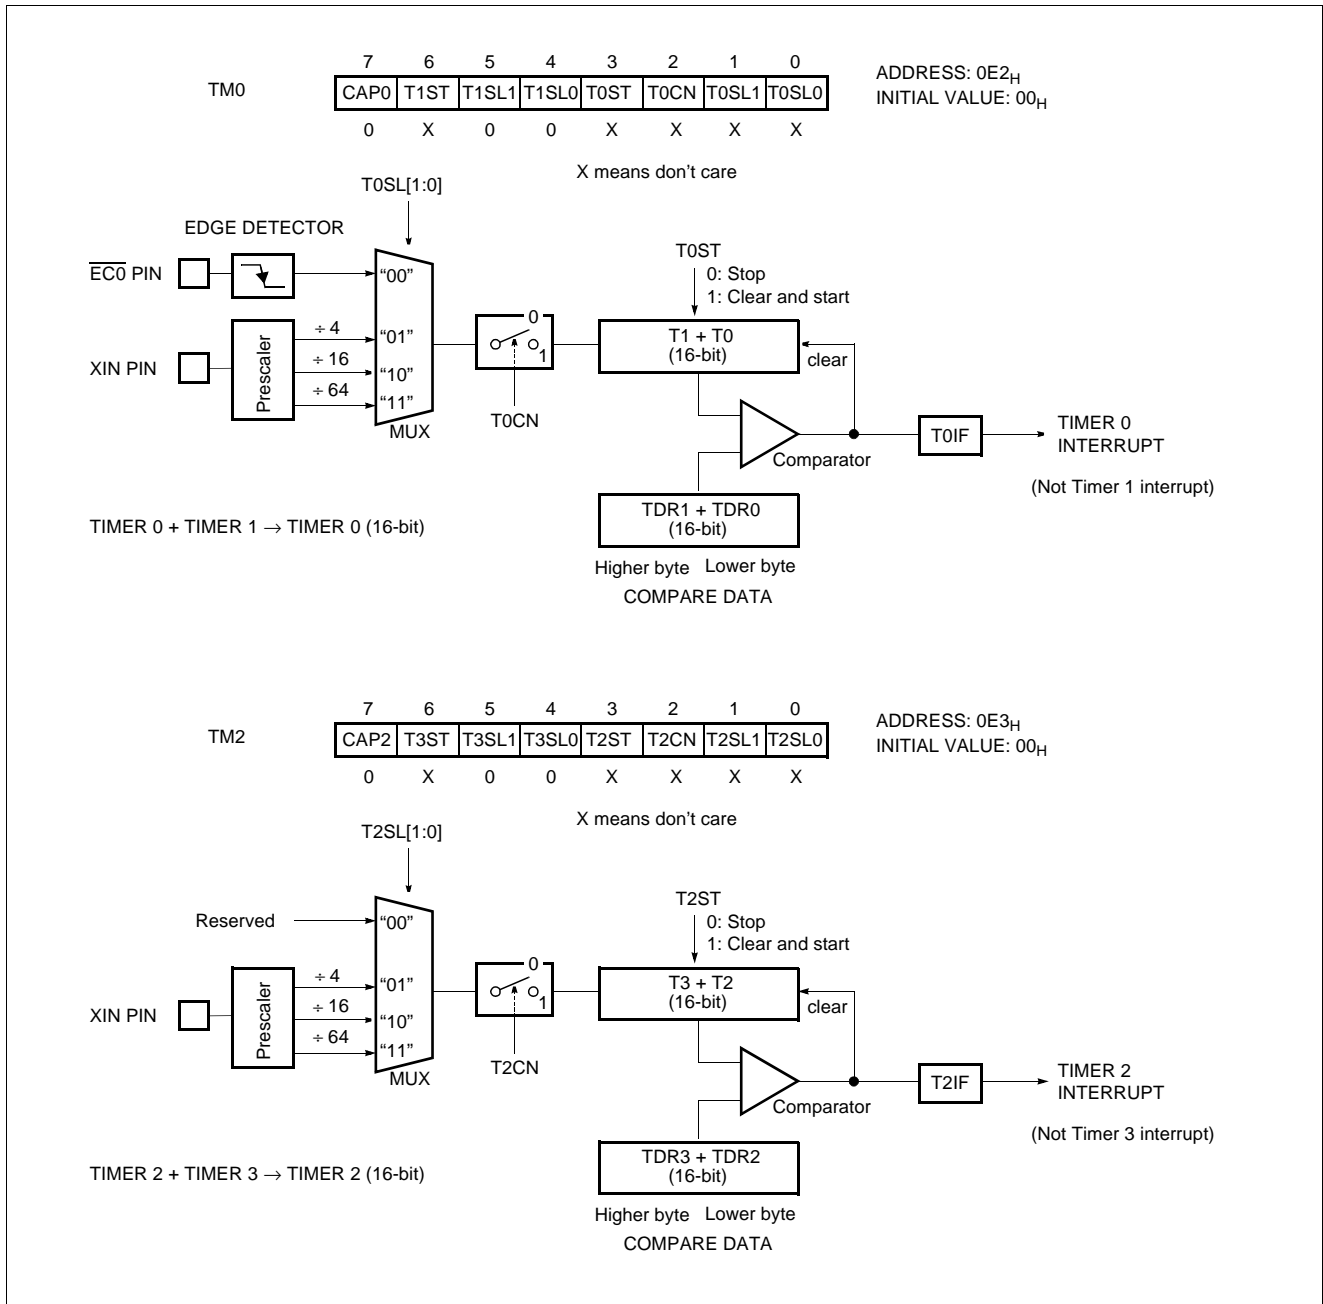 7 6 5 4 3 2 1 0
TM0 CAP0 T1ST T1SL1 T1SL0 T0ST T0CN T0SL1 T0SL0
ADDRESS: 0E2H
INITIAL VALUE: 00H
0 X 0 0 X X X X
X means don't care
T0SL[1:0]
EDGE DETECTOR
EC0 PIN
"00"
T0ST
0: Stop
1: Clear and start
XIN PIN
Prescaler
÷ 4
÷ 16
÷ 64
"01"
"10"
"11"
MUX
0
1
T0CN
T1 + T0
(16-bit)
clear
Comparator
T0IF
TIMER 0
INTERRUPT
(Not Timer 1 interrupt)
TDR1 + TDR0
(16-bit)
Higher byte Lower byte
COMPARE DATA
TIMER 0 + TIMER 1 → TIMER 0 (16-bit)
7 6 5 4 3 2 1 0
TM2 CAP2 T3ST T3SL1 T3SL0 T2ST T2CN T2SL1 T2SL0
ADDRESS: 0E3H
INITIAL VALUE: 00H
0 X 0 0 X X X X
X means don't care
T2SL[1:0]
Reserved
"00"
T2ST
0: Stop
1: Clear and start
XIN PIN
Prescaler
÷ 4
÷ 16
÷ 64
"01"
"10"
"11"
MUX
0
1
T2CN
T3 + T2
(16-bit)
clear
Comparator
T2IF
TIMER 2
INTERRUPT
(Not Timer 3 interrupt)
TDR3 + TDR2
(16-bit)
Higher byte Lower byte
COMPARE DATA
TIMER 2 + TIMER 3 → TIMER 2 (16-bit)